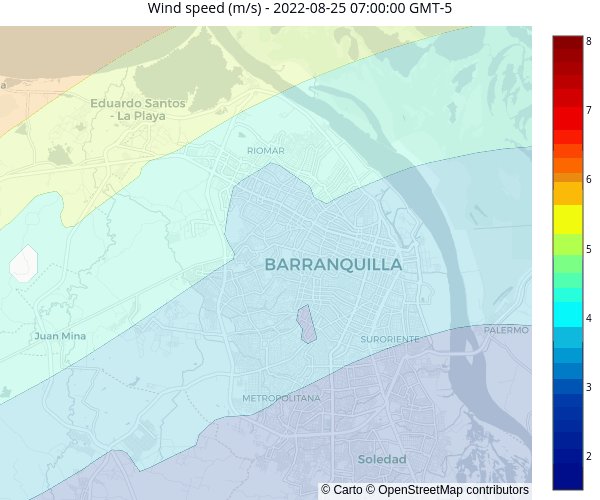 Wind speed (m/s) - 2022-08-25 07:00:00 GMT-5
a
Eduardo Santos
- La Playa
RIOMAR
BARRANQUILLA
Juan Mina
SURORIENTE
PALERMO
METROPOLITANA
Soledad
© Carto © OpenStreetMap contributors
8
7
6
5
4
3
2